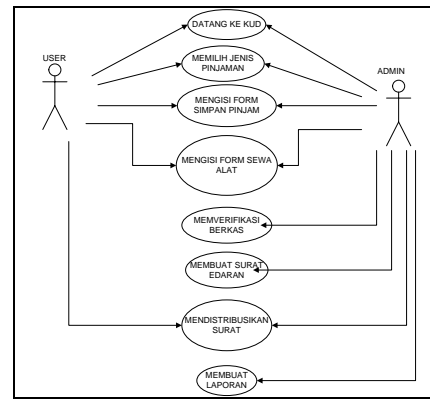 DATANG KE KUD
USER
MEMILIH JENIS
PINJAMAN
ADMIN
MENGISI FORM
SIMPAN PINJAM
MENGISI FORM SEWA
ALAT
MEMVERIFIKASI
BERKAS
MEMBUAT SURAT
EDARAN
MENDISTRIBUSIKAN
SURAT
MEMBUAT
LAPORAN